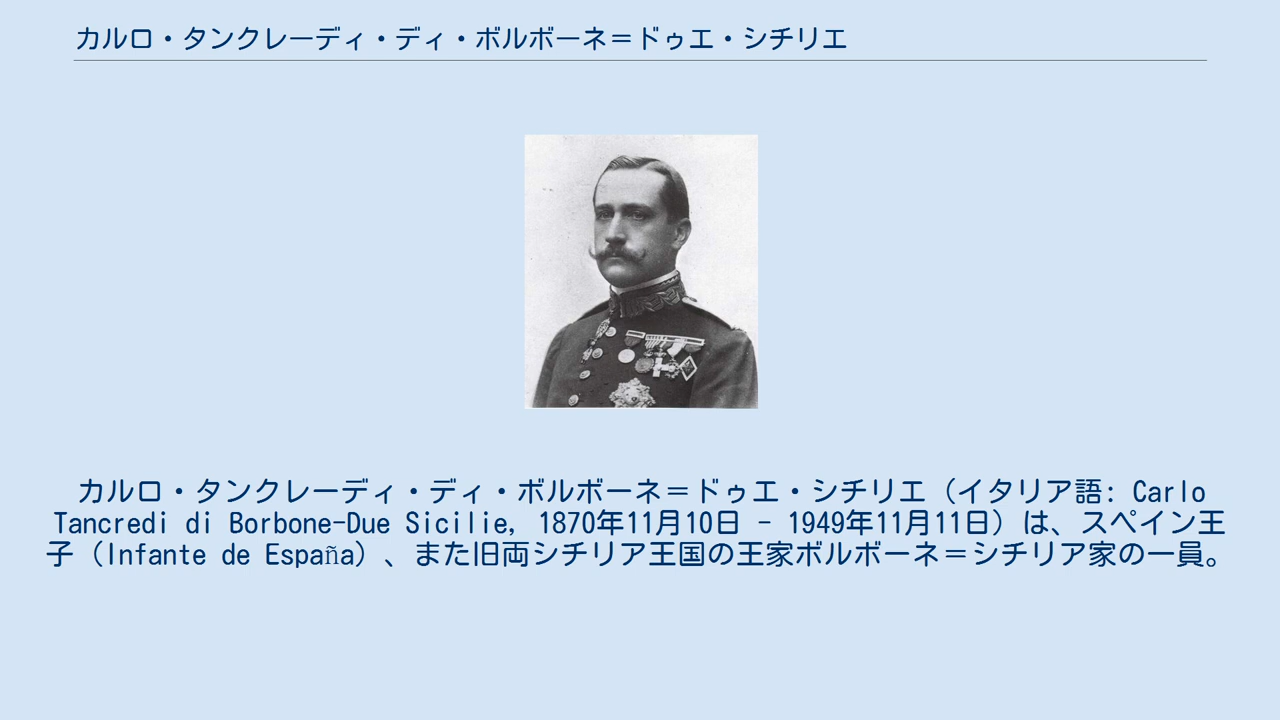 カルロ・タンクレーディ・ディ・ボルボーネ＝ドゥエ・シチリエ
カルロ・タンクレーディ・ディ・ボルボーネ＝ドゥエ・シチリエ（イタリア語: Carlo
Tancredi di Borbone-Due Sicilie, 1870年11月10日 - 1949年11月11日）は、スペイン王
子（Infante de España）、また旧両シチリア王国の王家ボルボーネ＝シチリア家の一員。